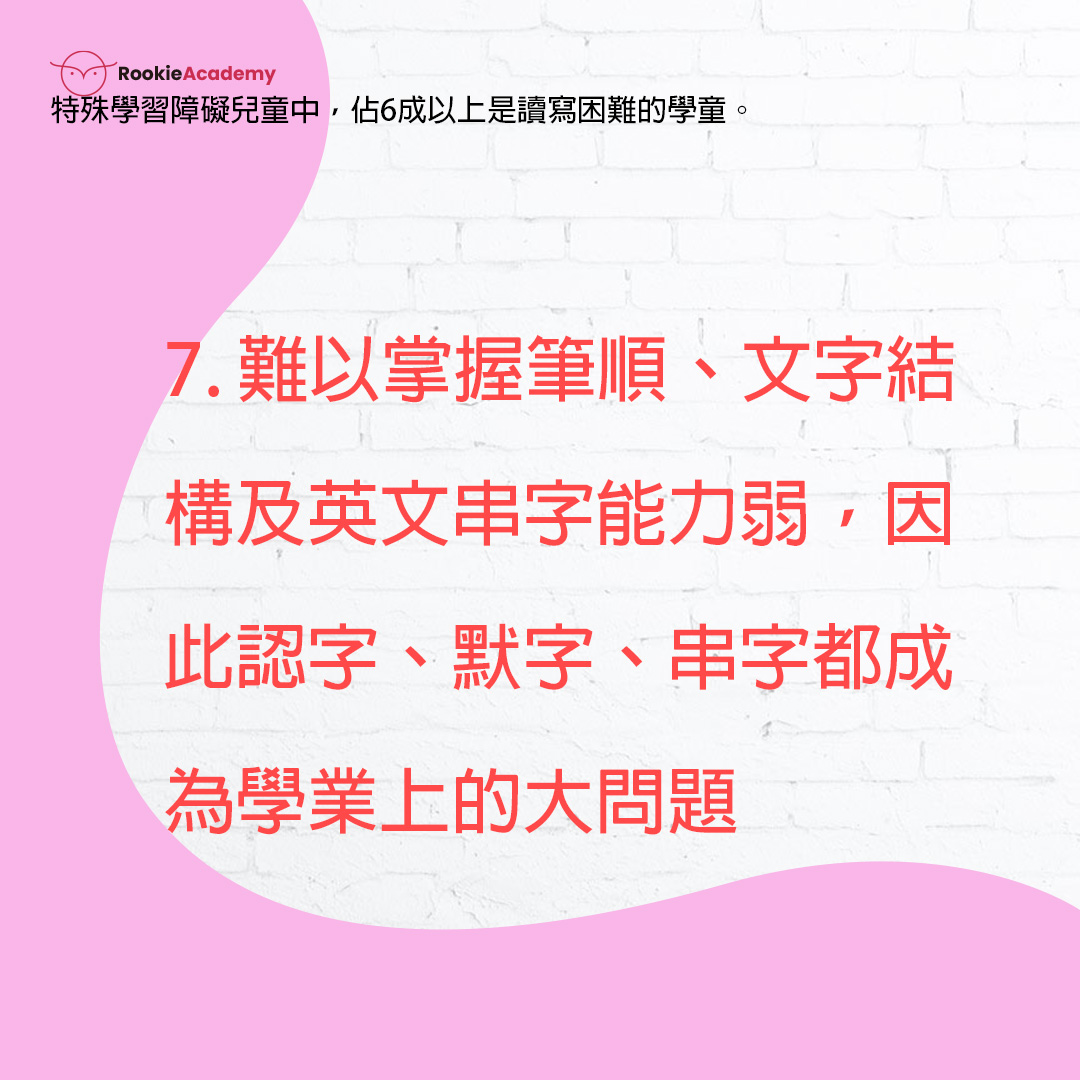 RookieAcademy
特殊學習障礙兒童中，佔6成以上是讀寫困難的學童。
7. 難以掌握筆順、文字結
構及英文串字能力弱，因
此認字、默字、串字都成
為學業上的大問題